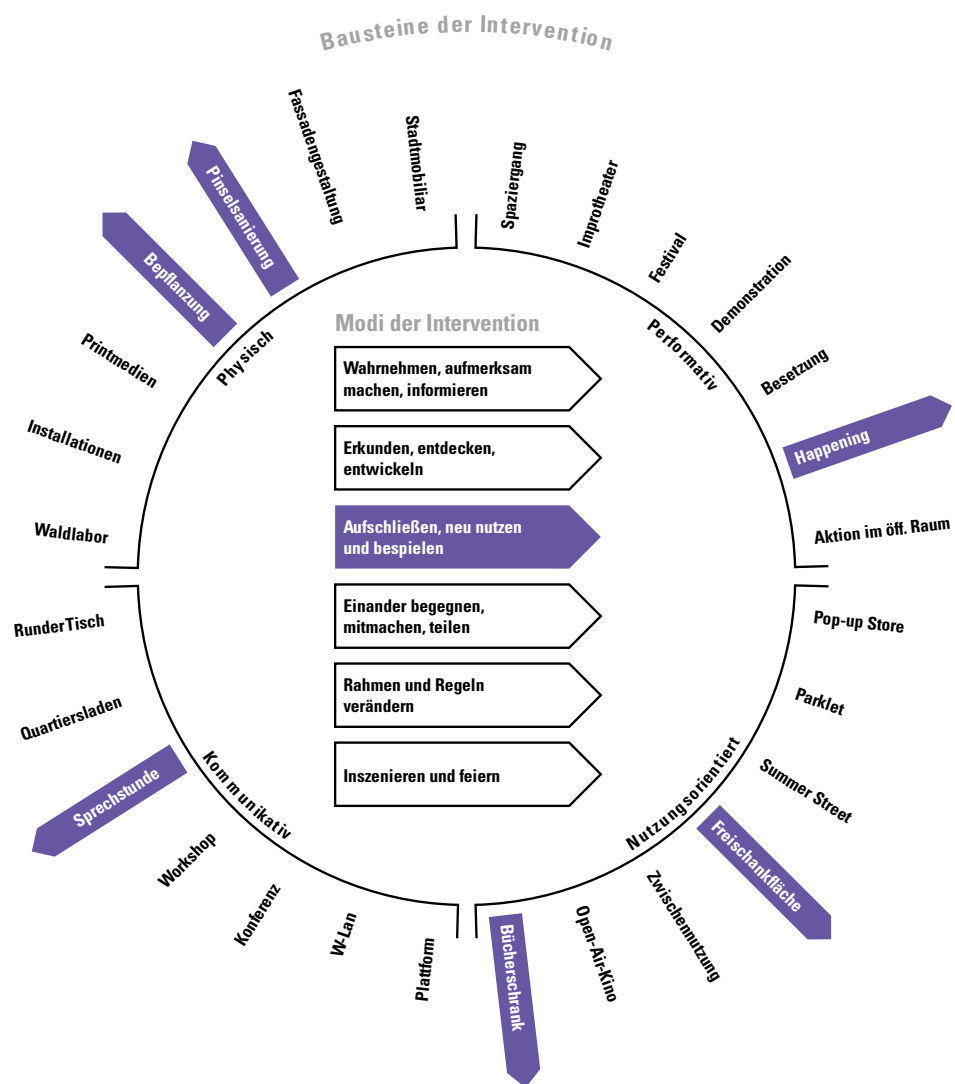 Bausteine der Intervention
Physisch
Waldlabor
Installationen
Printmedien
Bepflanzung
Pinselsanierung
Fassadengestaltung
Stadtmobiliar
Performativ
Spaziergang
Improtheater
Festival
Demonstration
Besetzung
Happening
Aktion im öff. Raum
Modi der Intervention
Wahrnehmen, aufmerksam
machen, informieren
Erkunden, entdecken,
entwickeln
Aufschließen, neu nutzen
und bespielen
Einander begegnen,
mitmachen, teilen
Rahmen und Regeln
verändern
Inszenieren und feiern
Nutzungsorientiert
Pop-up Store
Parklet
Summer Street
Freischankfläche
Zwischennutzung
Open-Air-Kino
Bücherschrank
Kommunikativ
Plattform
W-Lan
Konferenz
Workshop
Sprechstunde
Quartiersladen
Runder Tisch